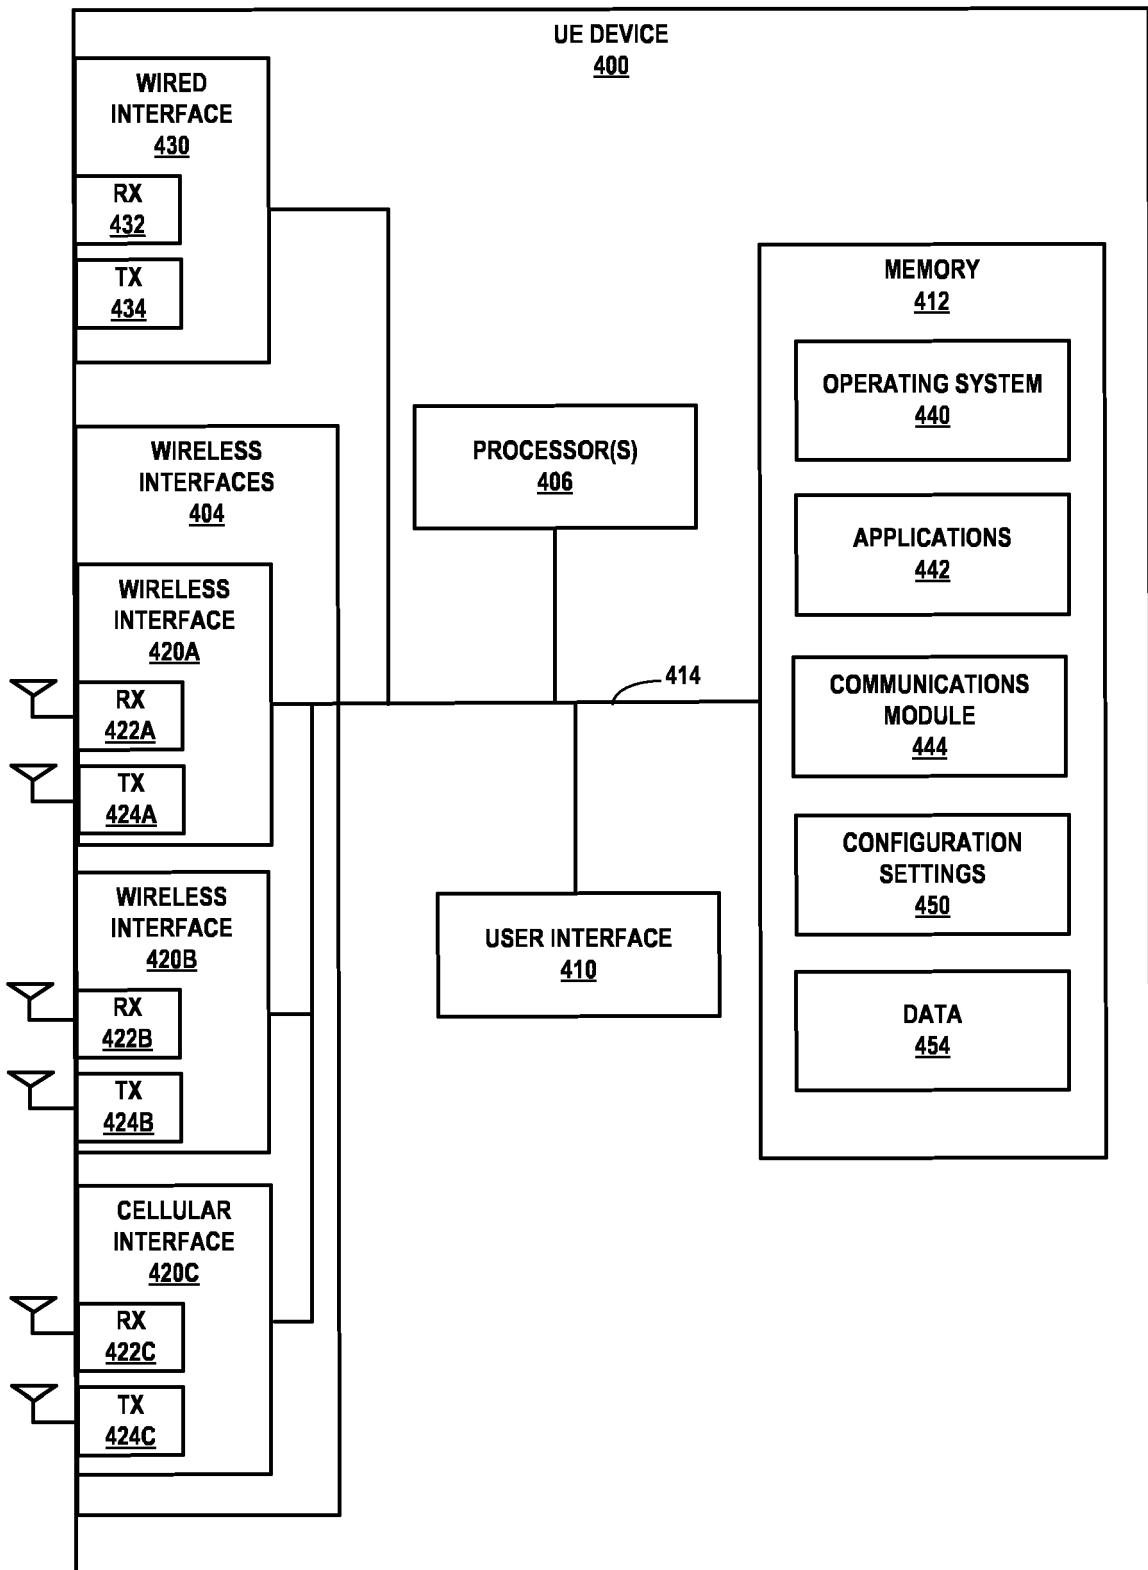 UE DEVICE
400
WIRED
INTERFACE
430
RX
432
TX
434
WIRELESS
INTERFACES
404
WIRELESS
INTERFACE
420A
RX
422A
TX
424A
WIRELESS
INTERFACE
420B
RX
422B
TX
424B
CELLULAR
INTERFACE
420C
RX
422C
TX
424C
PROCESSOR(S)
406
414
USER INTERFACE
410
MEMORY
412
OPERATING SYSTEM
440
APPLICATIONS
442
COMMUNICATIONS
MODULE
444
CONFIGURATION
SETTINGS
450
DATA
454